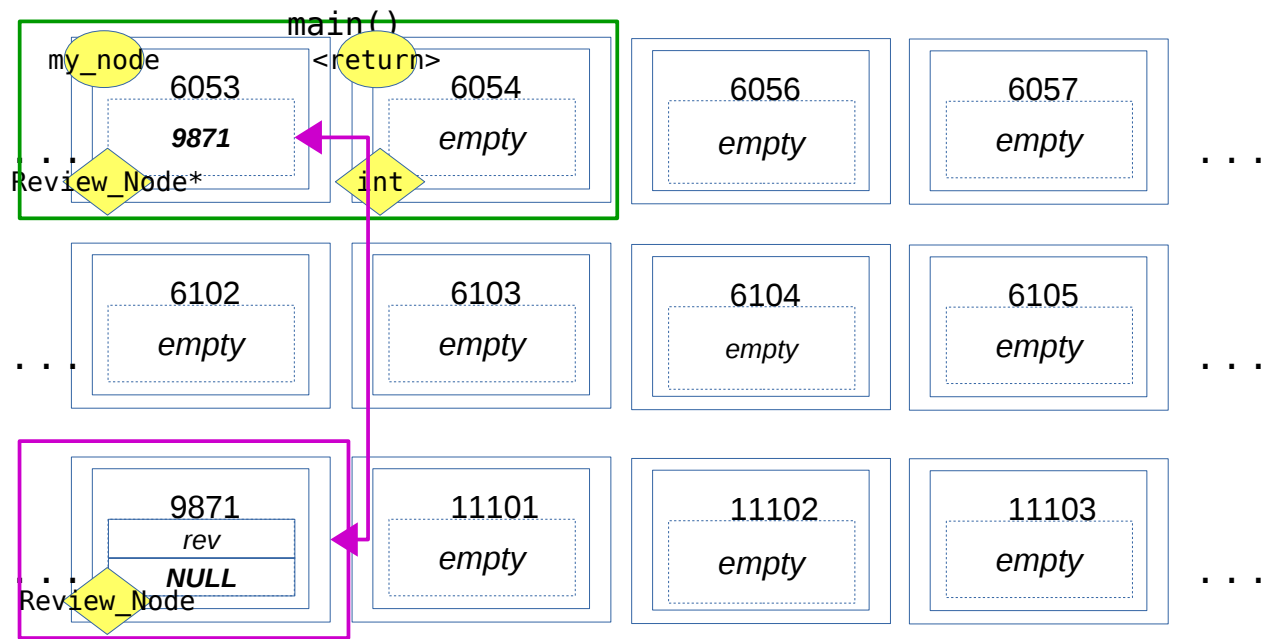 main()
my_node <return>
6053 6054 6056 6057
9871 empty empty empty
... ...
Review_Node* int
6102 6103 6104 6105
empty empty empty empty
... ...
9871 11101 11102 11103
rev
empty empty empty
... NULL ...
Review_Node